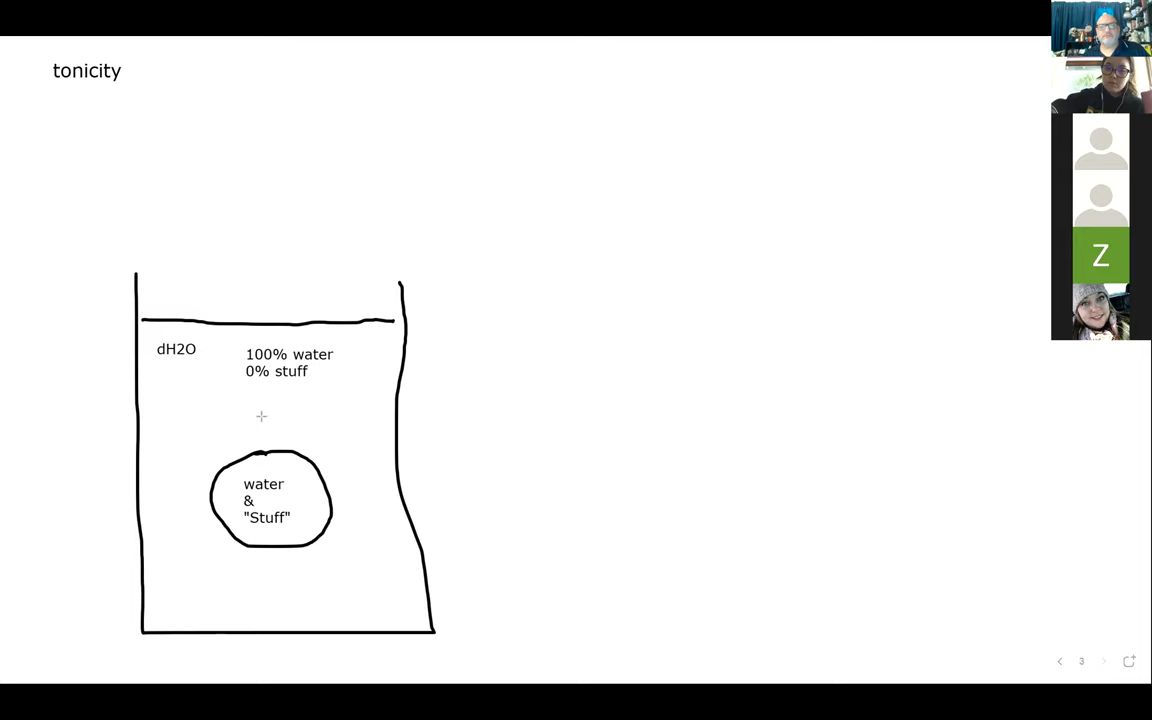 tonicity
dH2O
100% water
0% stuff
water
&
"Stuff"
Z
3